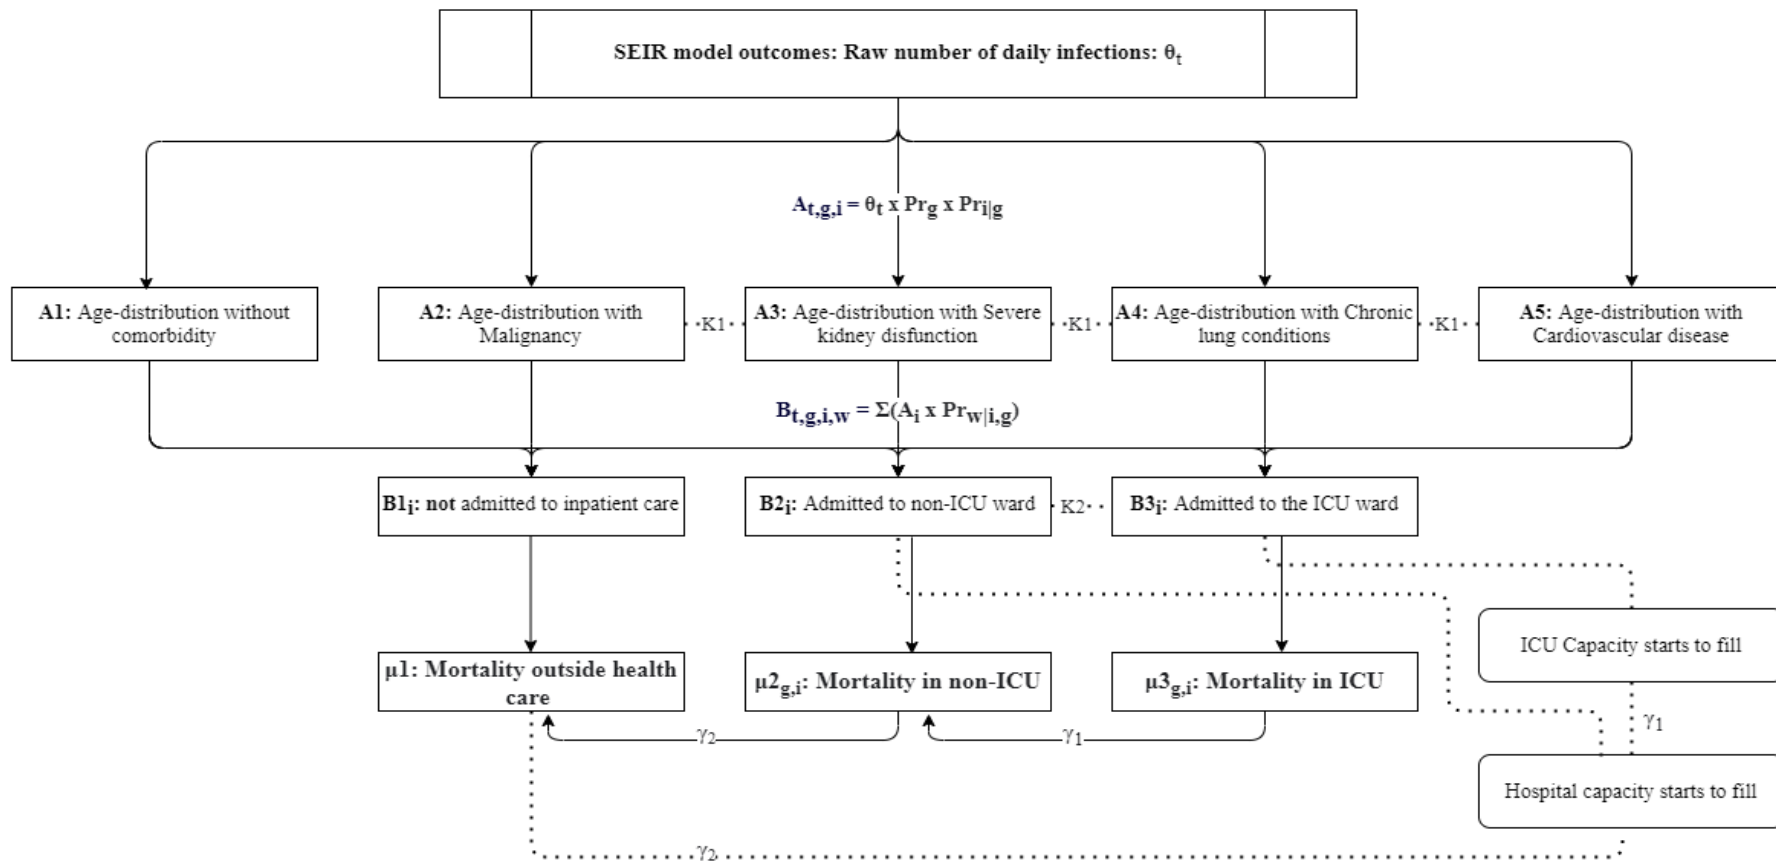 SEIR model outcomes: Raw number of daily infections: θt
At,g,i = θt x Prg x Pri|g
A1: Age-distribution without
comorbidity
A2: Age-distribution with
Malignancy
K1
A3: Age-distribution with Severe
kidney disfunction
K1
A4: Age-distribution with Chronic
lung conditions
K1
A5: Age-distribution with
Cardiovascular disease
Bt,g,i,w = Σ(Ai x Prw|i,g)
B1i: not admitted to inpatient care
B2i: Admitted to non-ICU ward
K2
B3i: Admitted to the ICU ward
ICU Capacity starts to fill
μ1: Mortality outside health
care
μ2g,i: Mortality in non-ICU
μ3g,i: Mortality in ICU
γ2
γ1
γ1
Hospital capacity starts to fill
γ2